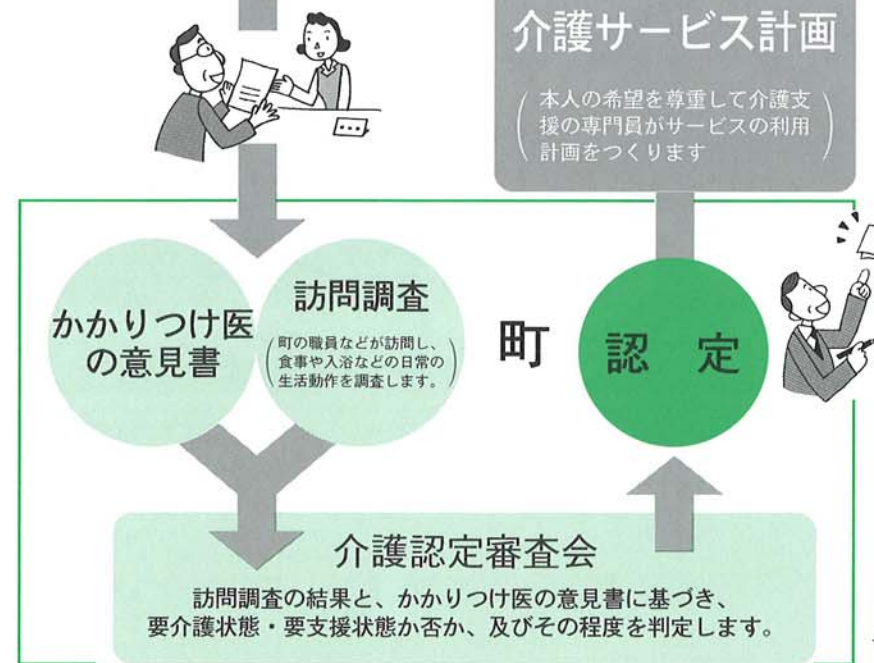 介護サービス計画
本人の希望を尊重して介護支
援の専門員がサービスの利用
計画をつくります
かかりつけ医
の意見書
訪問調査
町の職員などが訪問し、
食事や入浴などの日常の
生活動作を調査します。
町
認 定
介護認定審査会
訪問調査の結果と、かかりつけ医の意見書に基づき、
要介護状態・要支援状態か否か、及びその程度を判定します。